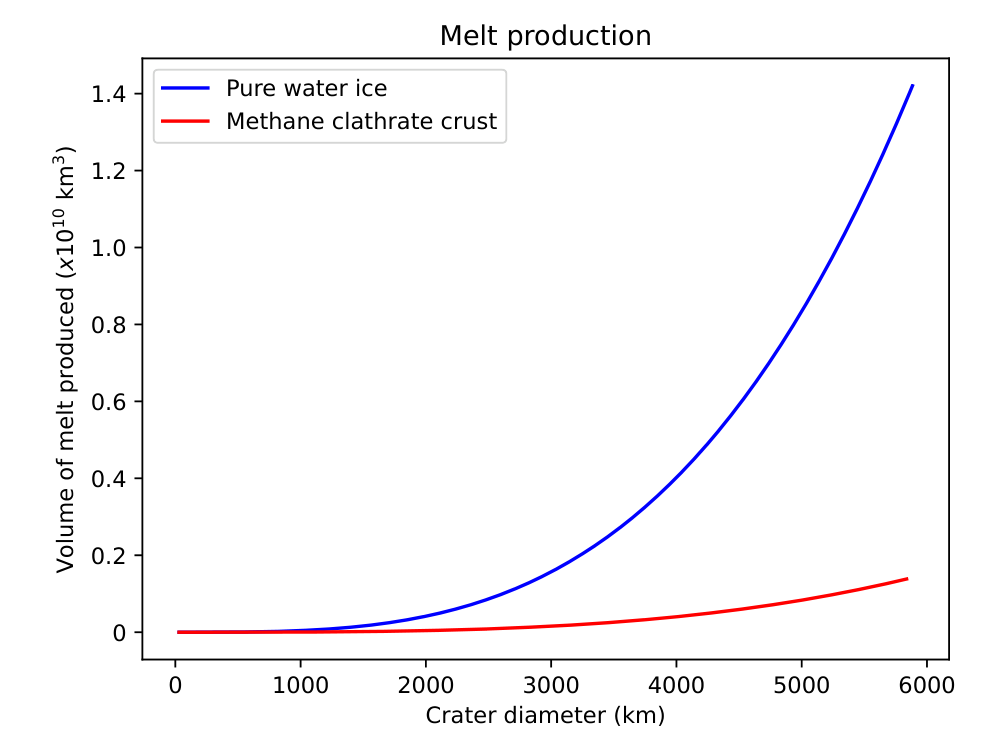 Melt production
Pure water ice
Methane clathrate crust
Volume of melt produced (x10^10 km^3)
1.4
1.2
1.0
0.8
0.6
0.4
0.2
0
0 1000 2000 3000 4000 5000 6000
Crater diameter (km)